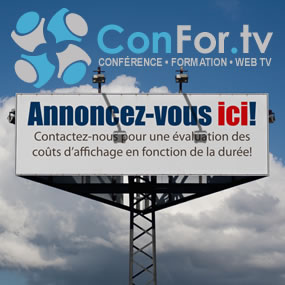 ConFor.tv
CONFÉRENCE • FORMATION • WEB TV
Annoncez-vous ici!
Contactez-nous pour une évaluation des
coûts d'affichage en fonction de la durée!